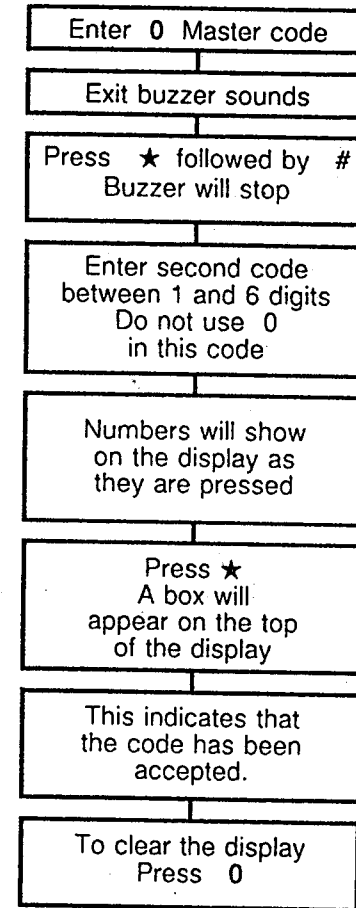 Enter 0 Master code
Exit buzzer sounds
Press ★ followed by #
Buzzer will stop
Enter second code
between 1 and 6 digits
Do not use 0
in this code
Numbers will show
on the display as
they are pressed
Press ★
A box will
appear on the top
of the display
This indicates that
the code has been
accepted.
To clear the display
Press 0